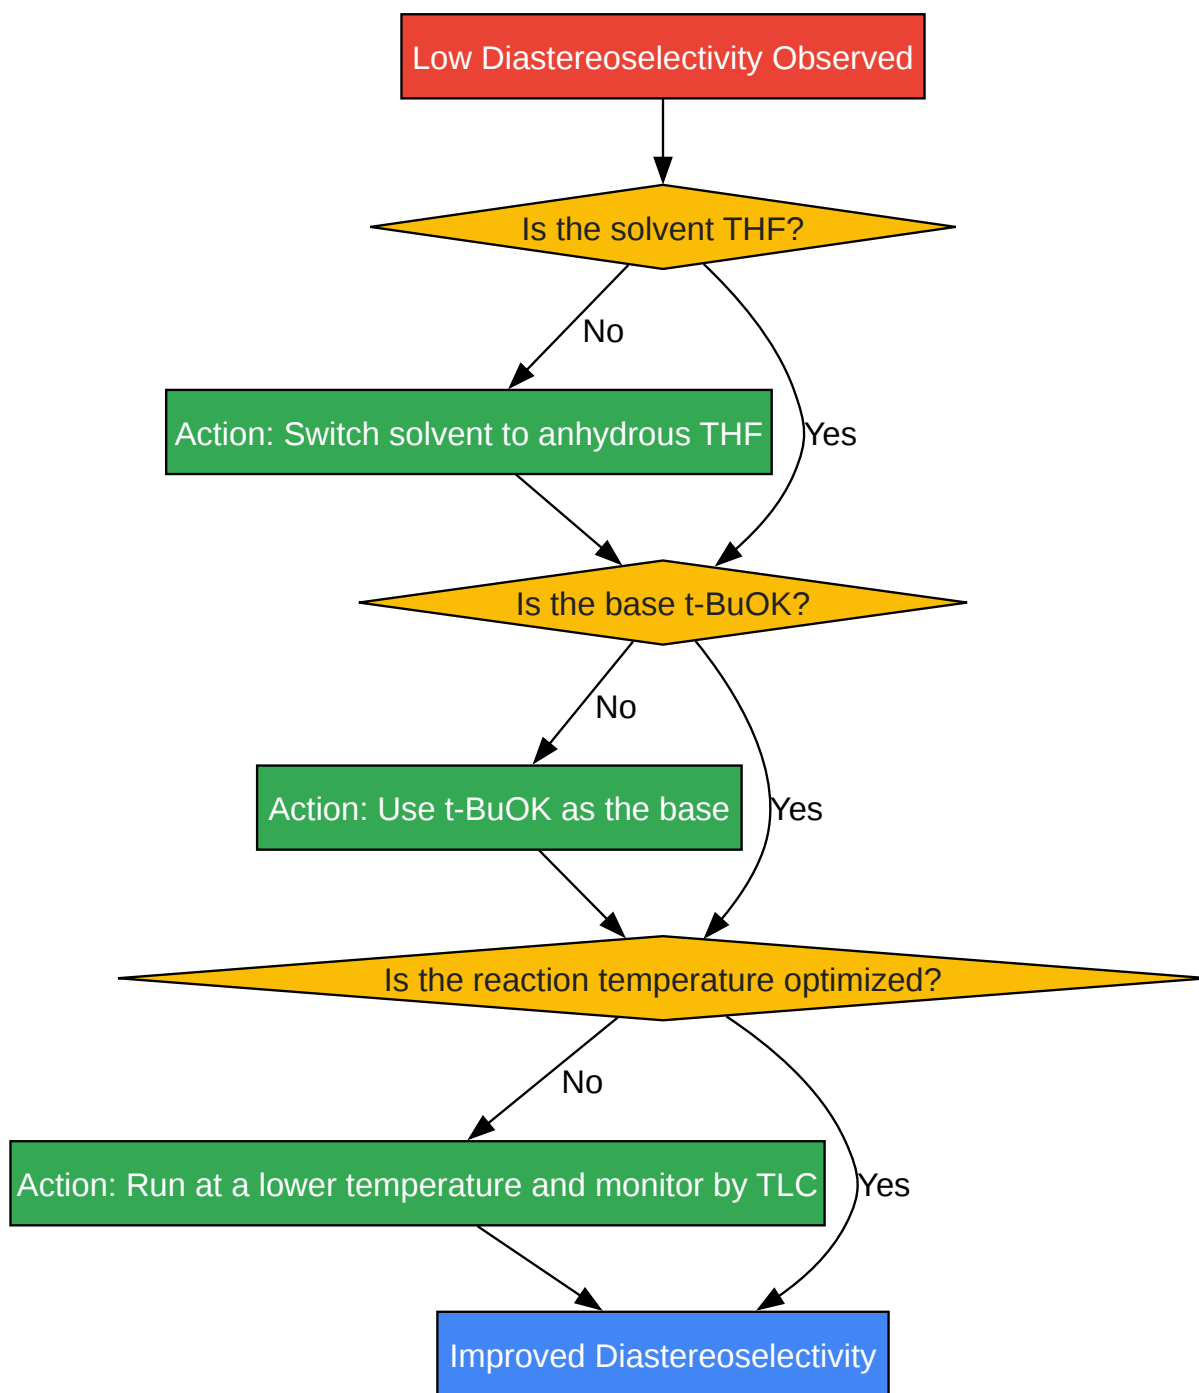 Low Diastereoselectivity Observed
Is the solvent THF?
No
Action: Switch solvent to anhydrous THF
Yes
Is the base t-BuOK?
No
Action: Use t-BuOK as the base
Yes
Is the reaction temperature optimized?
No
Action: Run at a lower temperature and monitor by TLC
Yes
Improved Diastereoselectivity